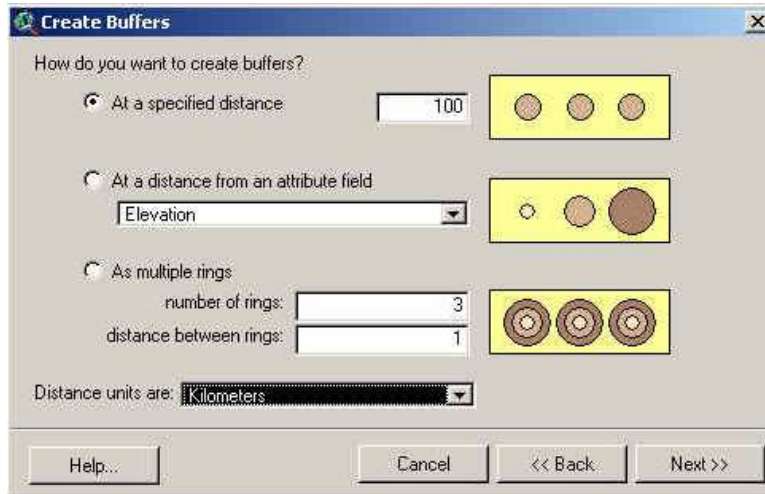 Create Buffers
How do you want to create buffers?
At a specified distance 100
At a distance from an attribute field
Elevation
As multiple rings
number of rings: 3
distance between rings: 1
Distance units are: Kilometers
Help... Cancel << Back Next >>